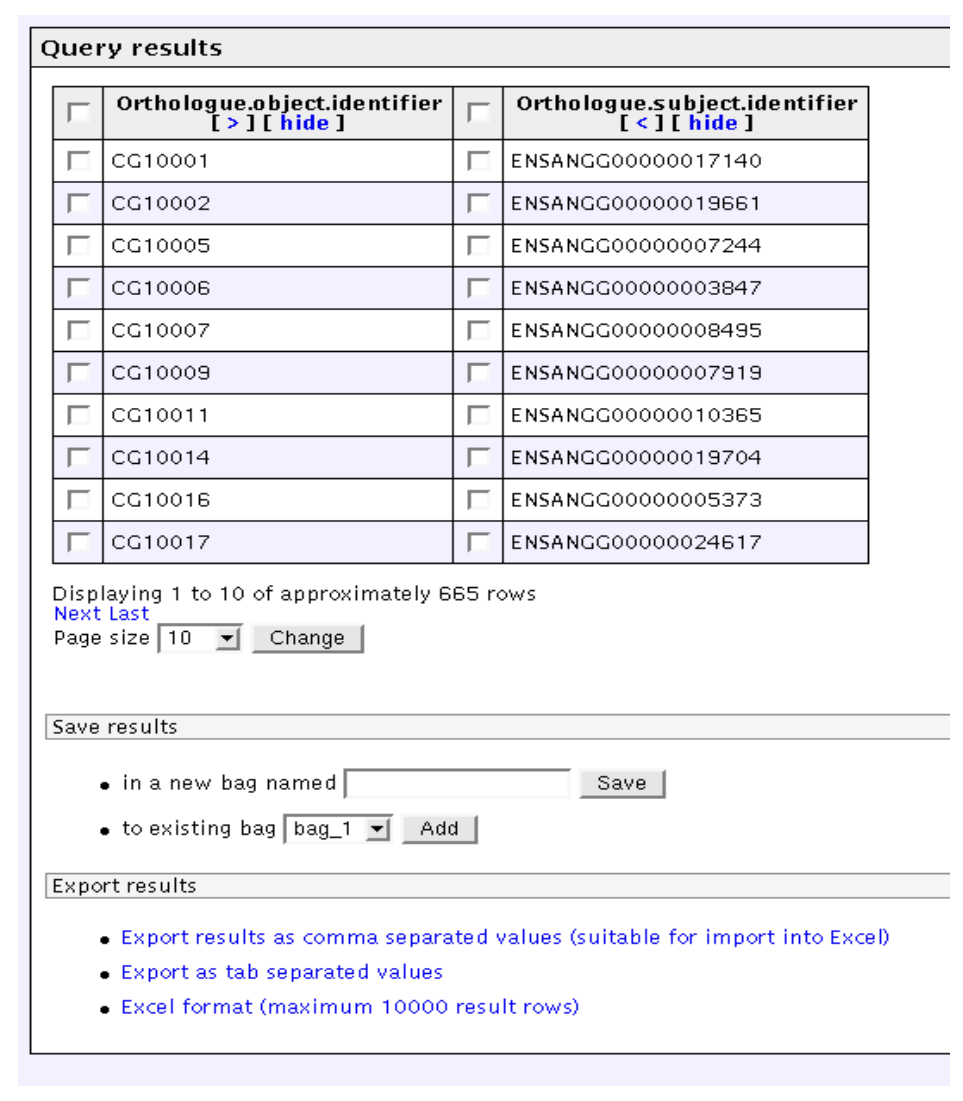 Query results
Orthologue.object.identifier Orthologue.subject.identifier
[ > ] [ hide ] [ < ] [ hide ]
CG10001 ENSANGG00000017140
CG10002 ENSANGG00000019661
CG10005 ENSANGG00000007244
CG10006 ENSANGG00000003847
CG10007 ENSANGG00000008495
CG10009 ENSANGG00000007919
CG10011 ENSANGG00000010365
CG10014 ENSANGG00000019704
CG10016 ENSANGG00000005373
CG10017 ENSANGG00000024617
Displaying 1 to 10 of approximately 665 rows
Next Last
Page size 10 Change
Save results
• in a new bag named Save
• to existing bag bag_1 Add
Export results
• Export results as comma separated values (suitable for import into Excel)
• Export as tab separated values
• Excel format (maximum 10000 result rows)